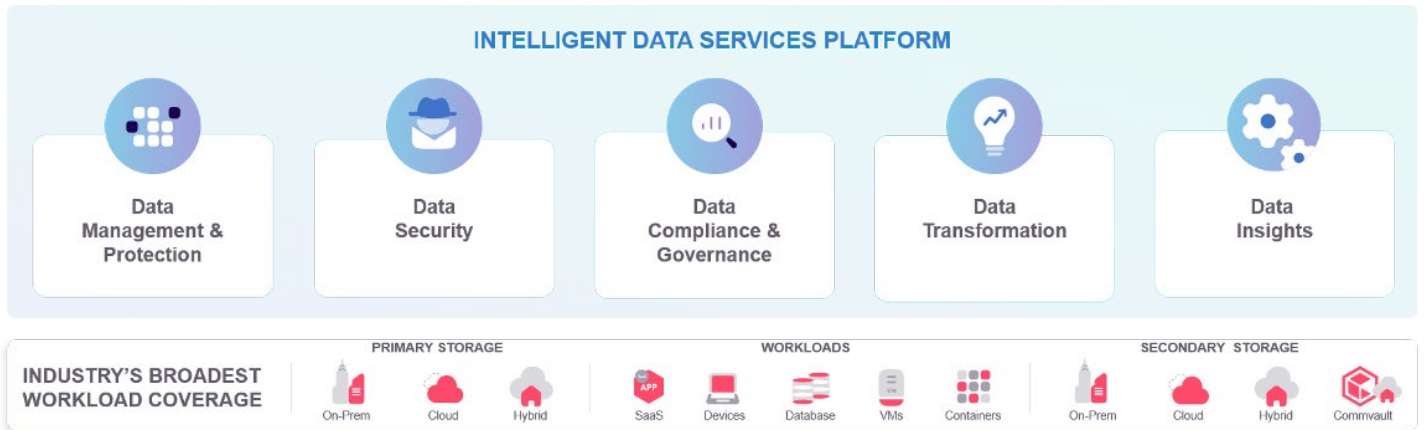 INTELLIGENT DATA SERVICES PLATFORM
Data
Management &
Protection
Data
Security
Data
Compliance &
Governance
Data
Transformation
Data
Insights
INDUSTRY'S BROADEST
WORKLOAD COVERAGE
PRIMARY STORAGE
On-Prem
Cloud
Hybrid
WORKLOADS
APP
SaaS
Devices
Database
VM
VMs
Containers
SECONDARY STORAGE
On-Prem
Cloud
Hybrid
Commvault